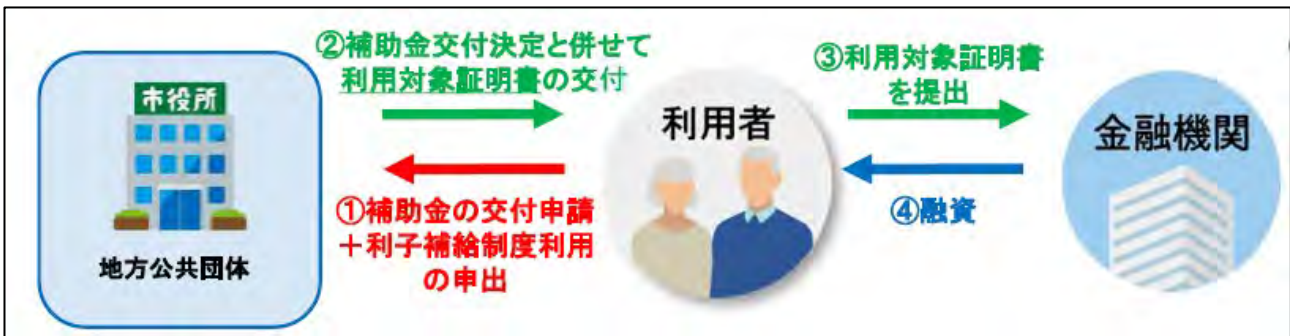 市役所
地方公共団体
②補助金交付決定と併せて
利用対象証明書の交付
①補助金の交付申請
＋利子補給制度利用
の申出
利用者
③利用対象証明書
を提出
④融資
金融機関